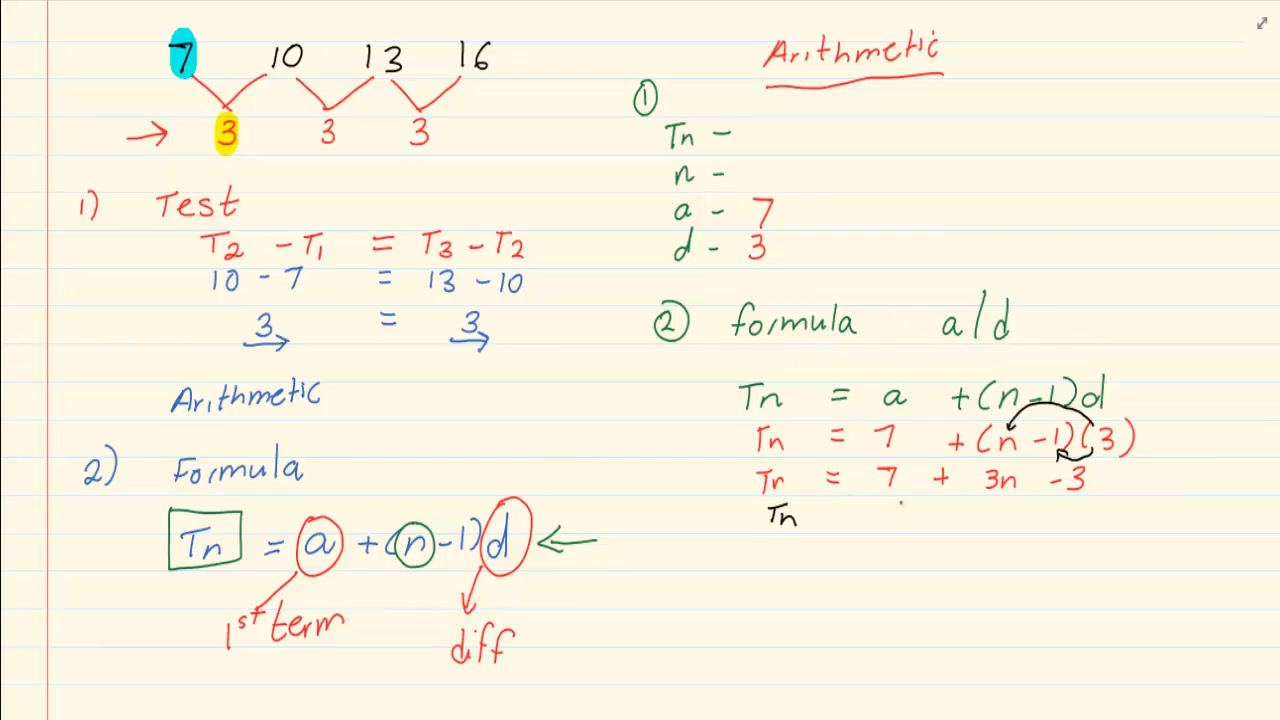 7 10 13 16
3 3 3
1) Test
T2 - T1 = T3 - T2
10 - 7 = 13 - 10
3 = 3
Arithmetic
2) Formula
Tn = a + (n - 1)d
1st term
diff
Arithmetic
①
Tn -
n -
a - 7
d - 3
② formula a/d
Tn = a + (n - 1)d
Tn = 7 + (n - 1)(3)
Tn = 7 + 3n - 3
Tn